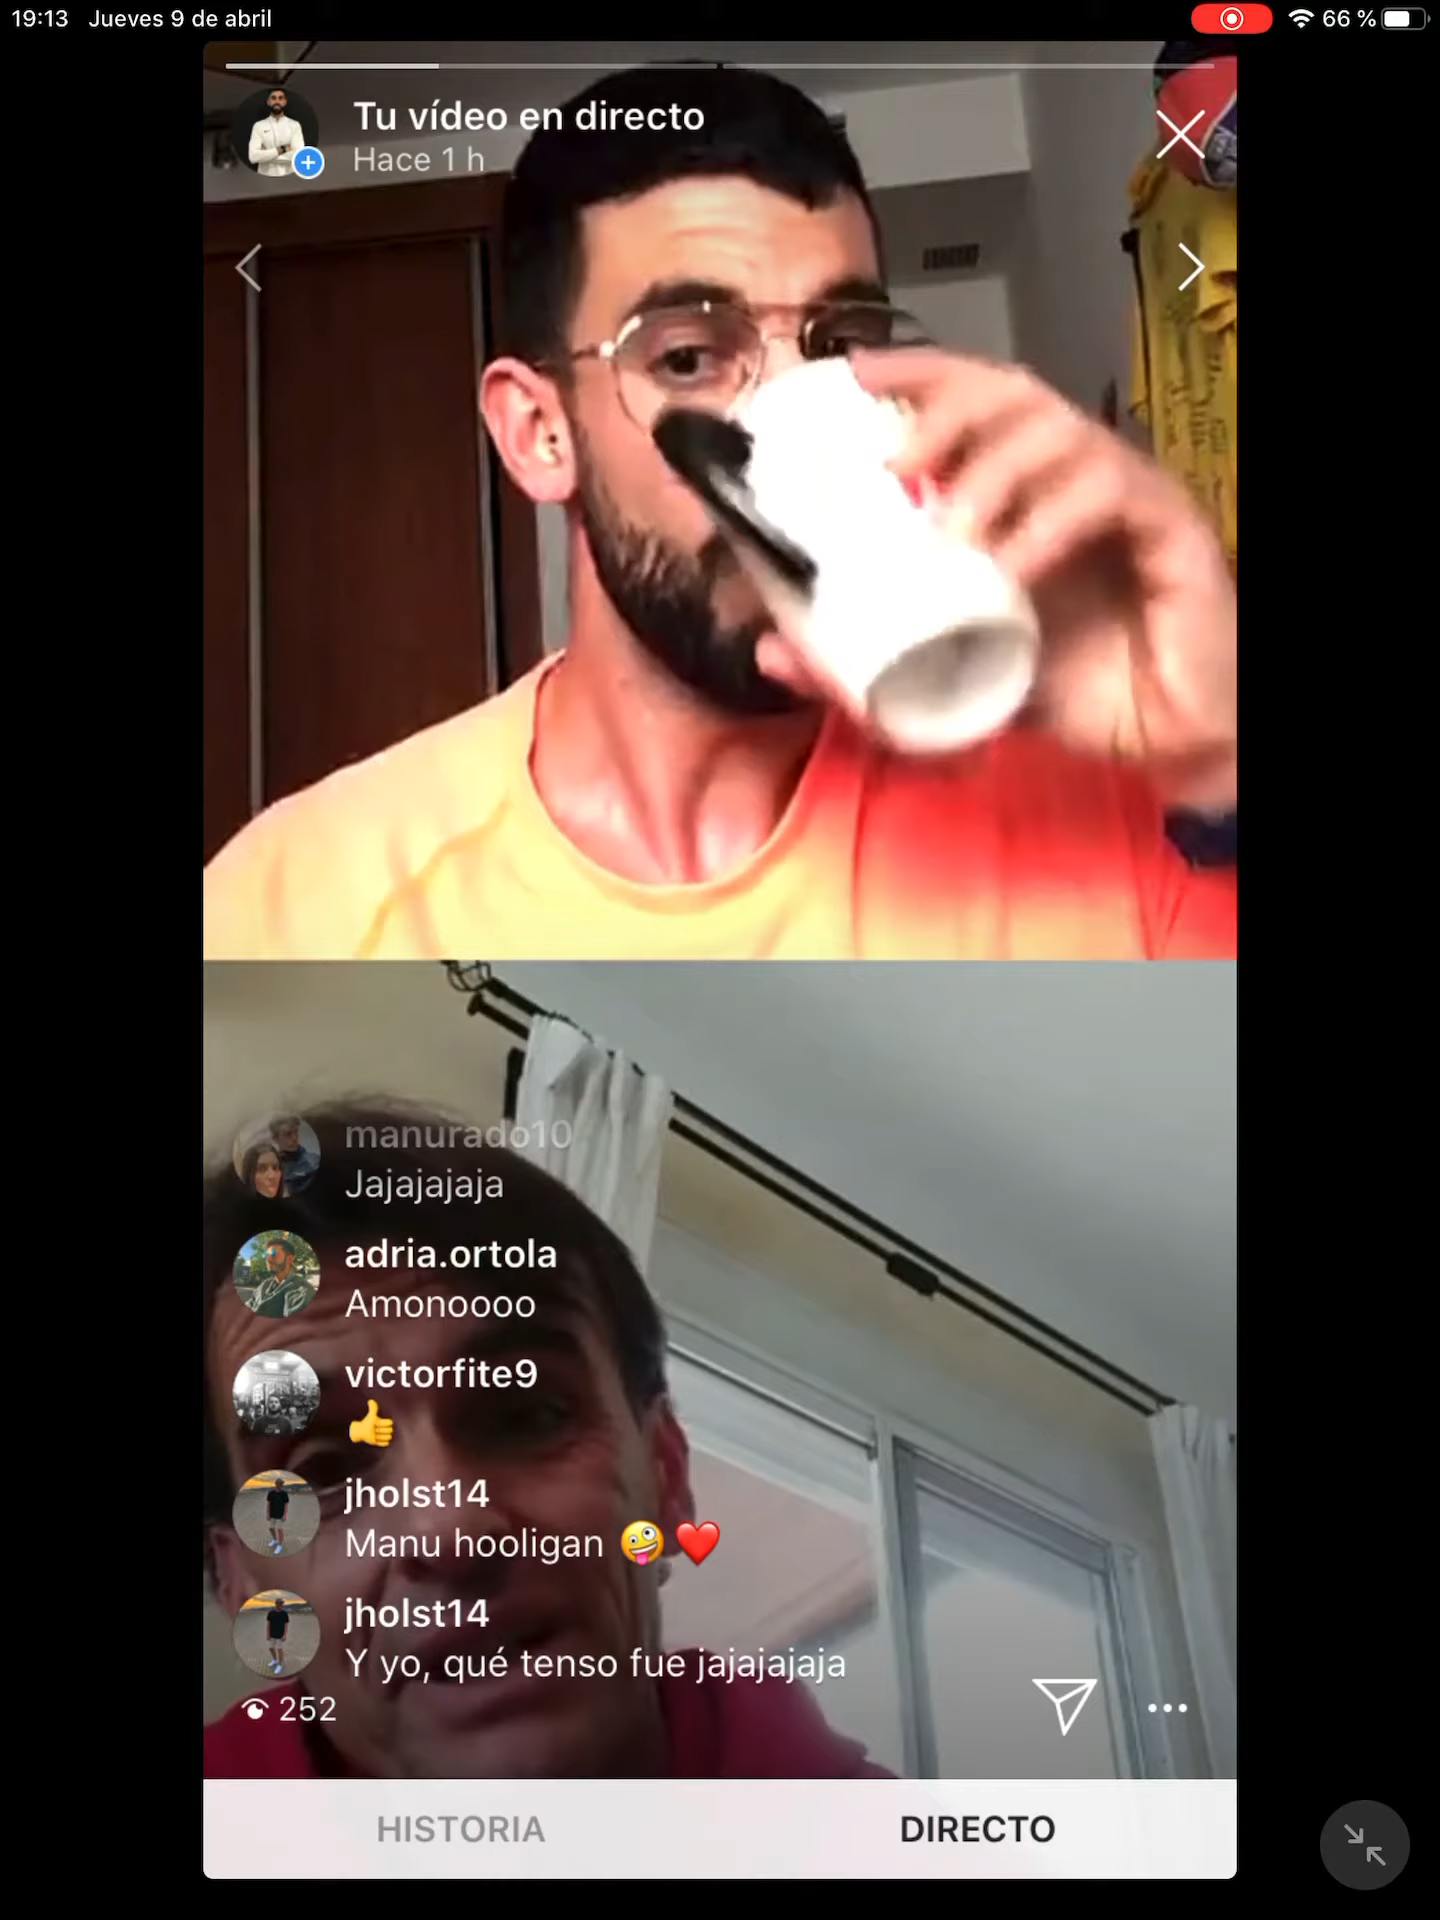 19:13 Jueves 9 de abril
66 %
Tu vídeo en directo
Hace 1 h
manurado10
Jajajajaja
adria.ortola
Amonoooo
victorfite9
👍
jholst14
Manu hooligan 🤪❤️
jholst14
Y yo, qué tenso fue jajajajaja
252
HISTORIA
DIRECTO